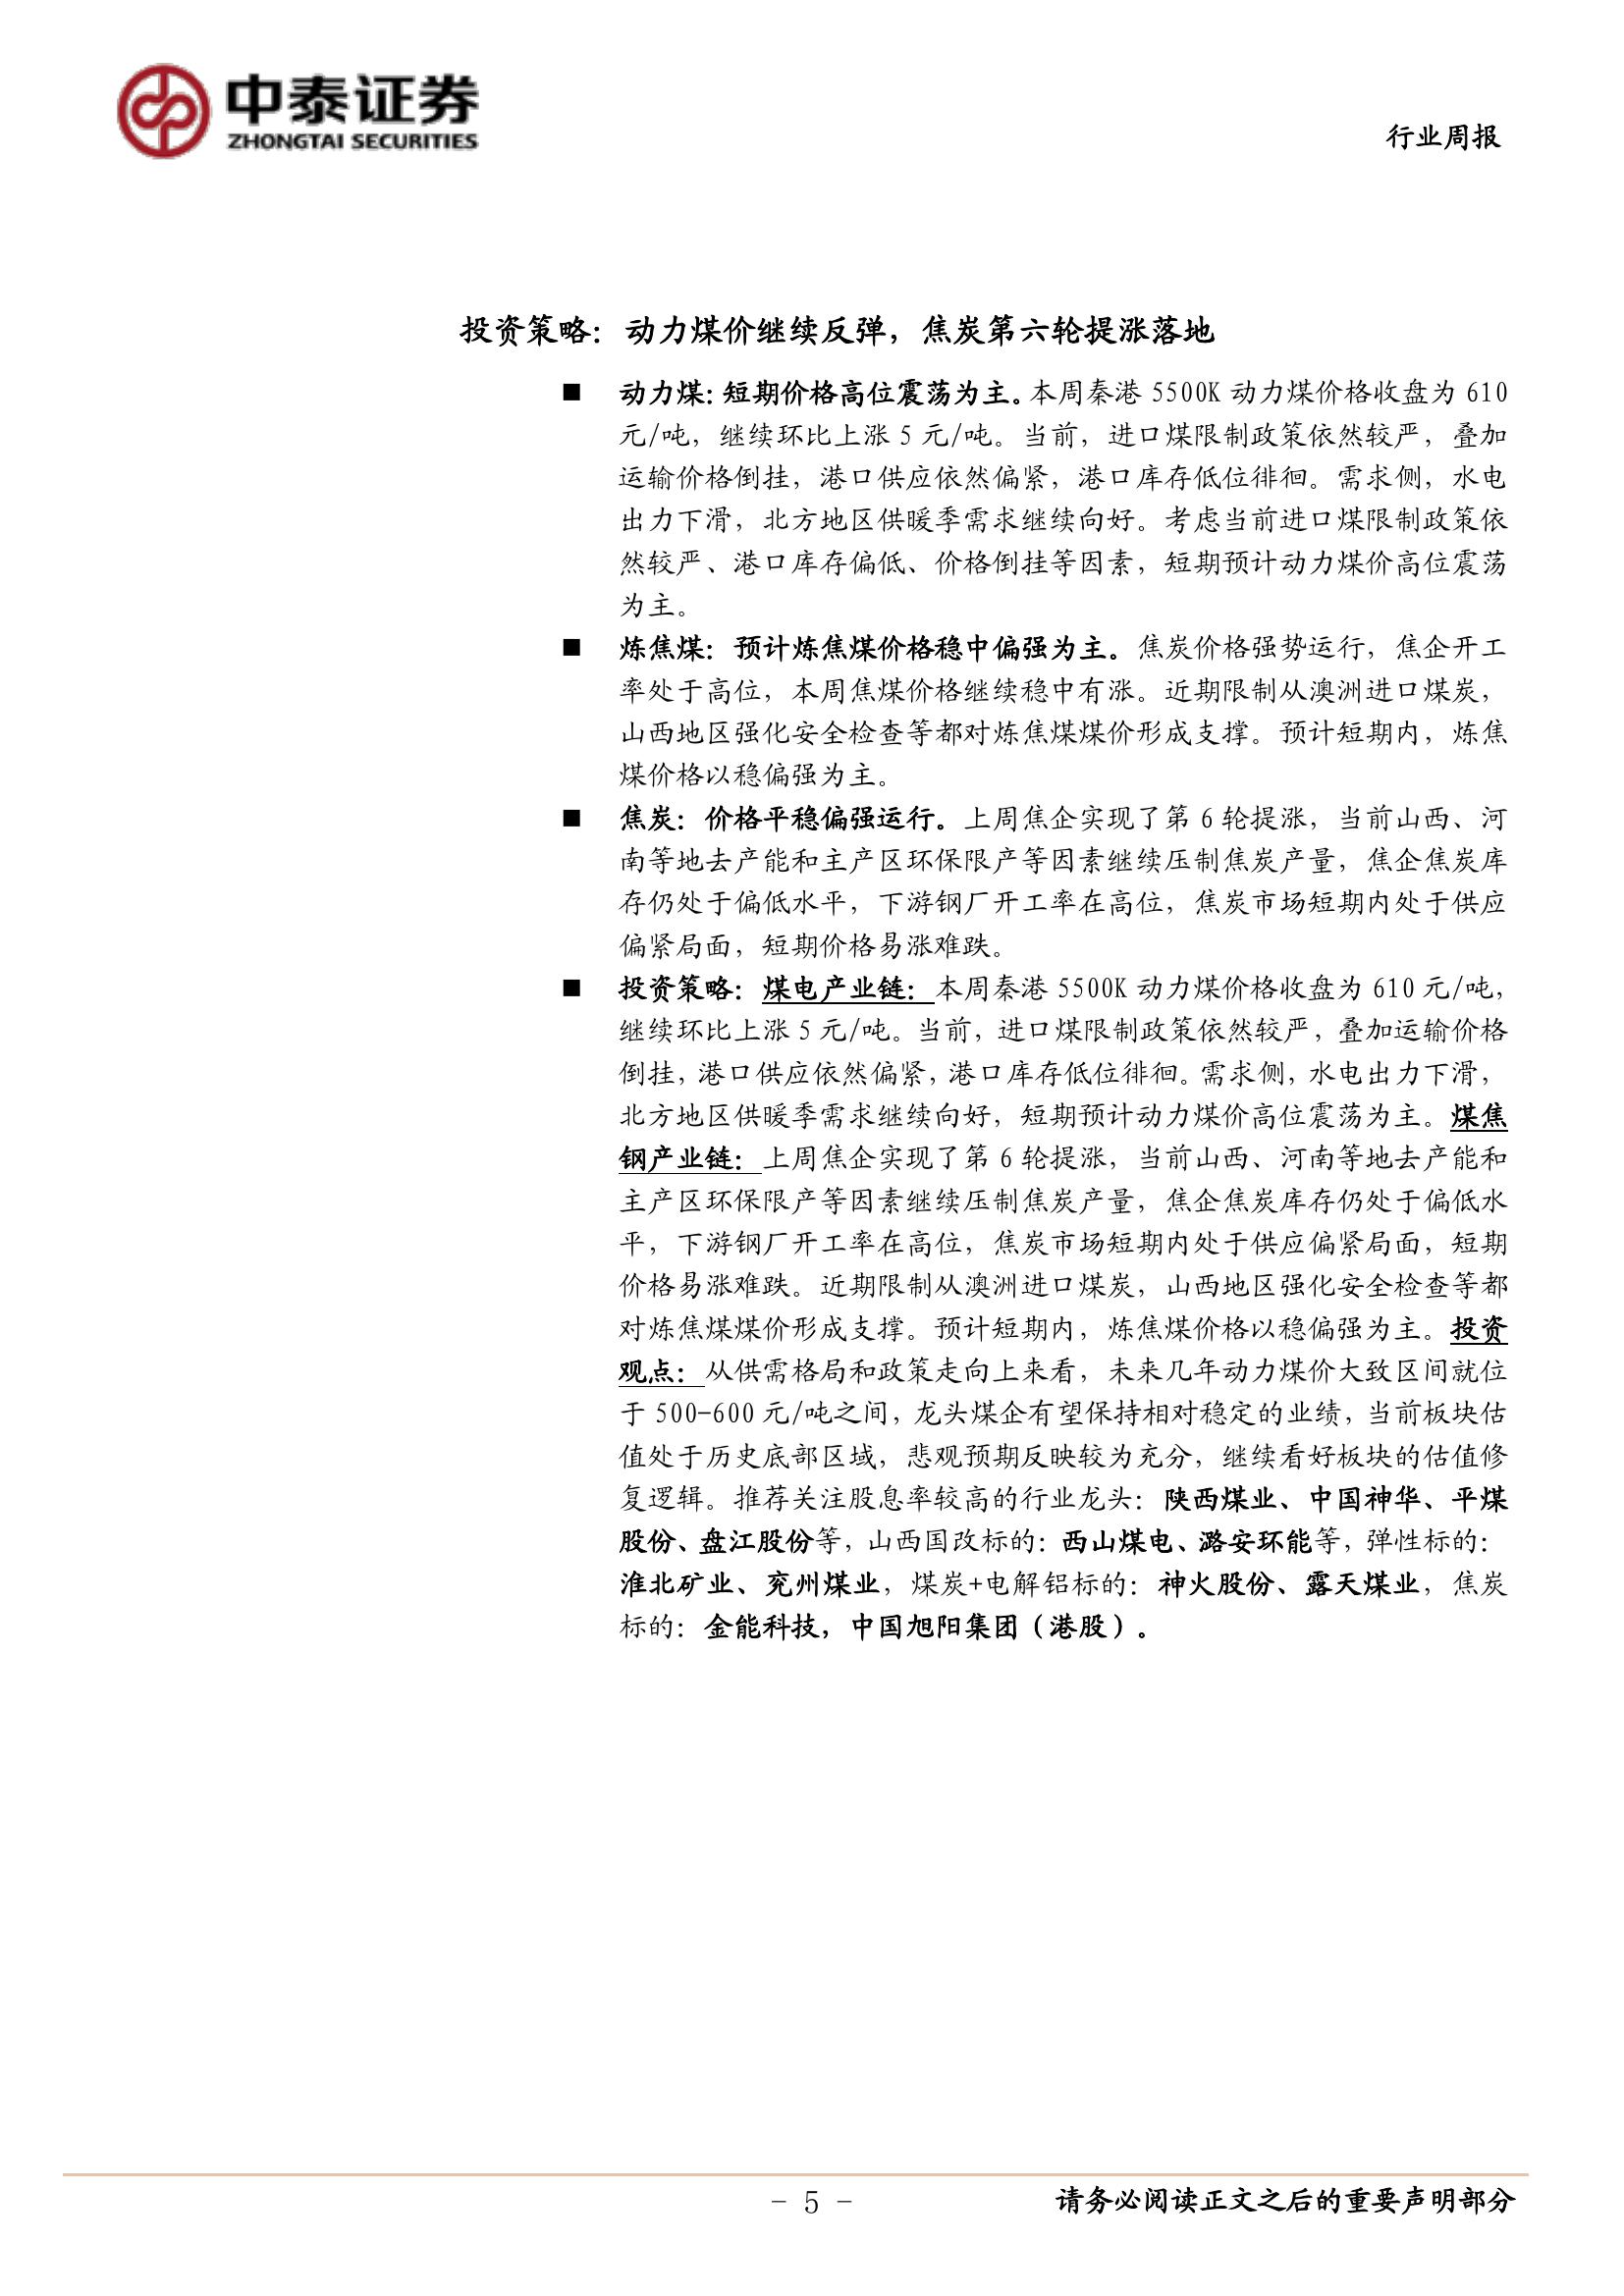 中泰证券
ZHONGTAI SECURITIES
行业周报
投资策略：动力煤价继续反弹，焦炭第六轮提涨落地
■ 动力煤：短期价格高位震荡为主。本周秦港 5500K 动力煤价格收盘为 610
元/吨，继续环比上涨 5 元/吨。当前，进口煤限制政策依然较严，叠加
运输价格倒挂，港口供应依然偏紧，港口库存低位徘徊。需求侧，水电
出力下滑，北方地区供暖季需求继续向好。考虑当前进口煤限制政策依
然较严、港口库存偏低、价格倒挂等因素，短期预计动力煤价高位震荡
为主。
■ 炼焦煤：预计炼焦煤价格稳中偏强为主。焦炭价格强势运行，焦企开工
率处于高位，本周焦煤价格继续稳中有涨。近期限制从澳洲进口煤炭，
山西地区强化安全检查等都对炼焦煤煤价形成支撑。预计短期内，炼焦
煤价格以稳偏强为主。
■ 焦炭：价格平稳偏强运行。上周焦企实现了第 6 轮提涨，当前山西、河
南等地去产能和主产区环保限产等因素继续压制焦炭产量，焦企焦炭库
存仍处于偏低水平，下游钢厂开工率在高位，焦炭市场短期内处于供应
偏紧局面，短期价格易涨难跌。
■ 投资策略：煤电产业链：本周秦港 5500K 动力煤价格收盘为 610 元/吨，
继续环比上涨 5 元/吨。当前，进口煤限制政策依然较严，叠加运输价格
倒挂，港口供应依然偏紧，港口库存低位徘徊。需求侧，水电出力下滑，
北方地区供暖季需求继续向好，短期预计动力煤价高位震荡为主。煤焦
钢产业链：上周焦企实现了第 6 轮提涨，当前山西、河南等地去产能和
主产区环保限产等因素继续压制焦炭产量，焦企焦炭库存仍处于偏低水
平，下游钢厂开工率在高位，焦炭市场短期内处于供应偏紧局面，短期
价格易涨难跌。近期限制从澳洲进口煤炭，山西地区强化安全检查等都
对炼焦煤煤价形成支撑。预计短期内，炼焦煤价格以稳偏强为主。投资
观点：从供需格局和政策走向上来看，未来几年动力煤价大致区间就位
于 500-600 元/吨之间，龙头煤企有望保持相对稳定的业绩，当前板块估
值处于历史底部区域，悲观预期反映较为充分，继续看好板块的估值修
复逻辑。推荐关注股息率较高的行业龙头：陕西煤业、中国神华、平煤
股份、盘江股份等，山西国改标的：西山煤电、潞安环能等，弹性标的：
淮北矿业、兖州煤业，煤炭+电解铝标的：神火股份、露天煤业，焦炭
标的：金能科技，中国旭阳集团（港股）。
- 5 -
请务必阅读正文之后的重要声明部分